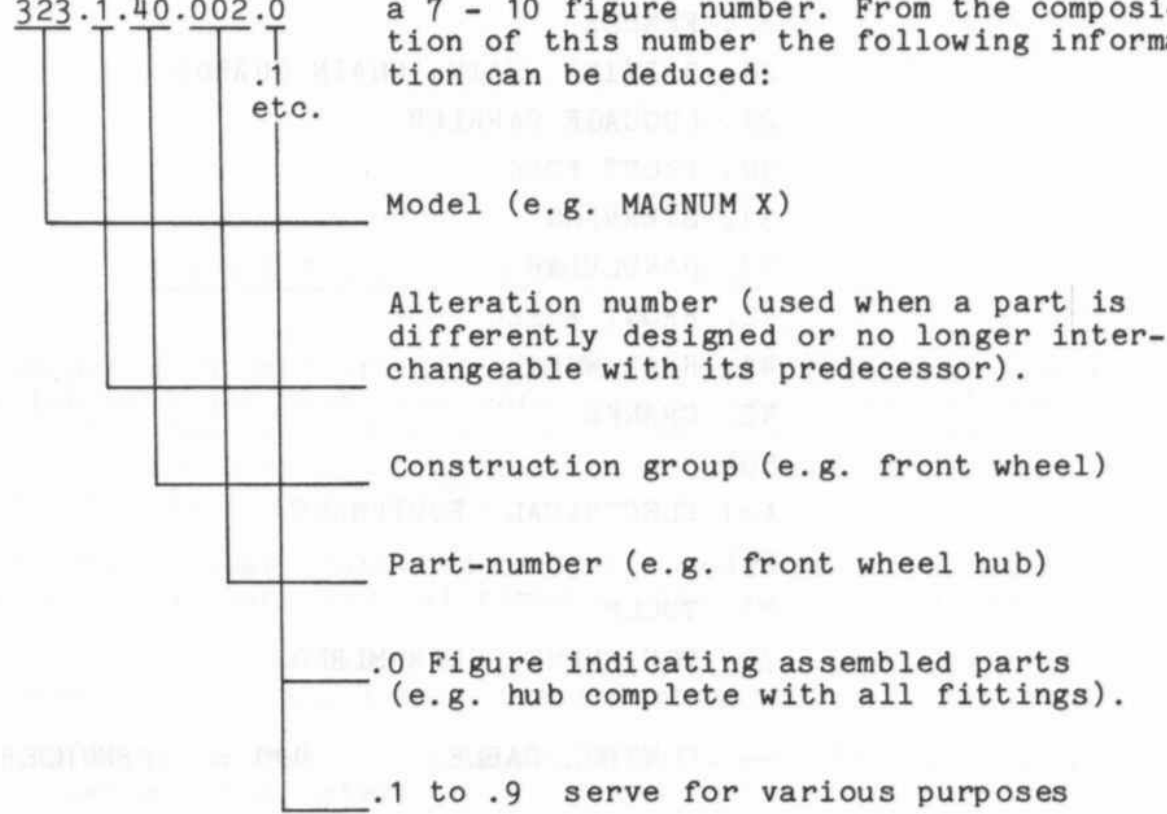 323.1.40.002.0
.1
etc.
a 7 - 10 figure number. From the composi
tion of this number the following informa
tion can be deduced:
Model (e.g. MAGNUM X)
Alteration number (used when a part is
differently designed or no longer inter-
changeable with its predecessor).
Construction group (e.g. front wheel)
Part-number (e.g. front wheel hub)
.0 Figure indicating assembled parts
(e.g. hub complete with all fittings).
.1 to .9 serve for various purposes